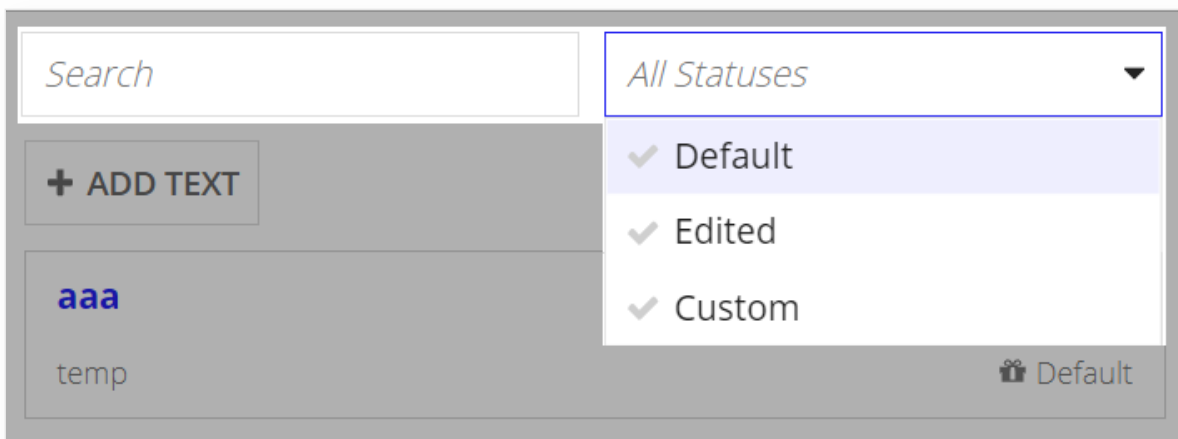 Search
All Statuses
Default
+ ADD TEXT
Edited
aaa
Custom
temp
Default